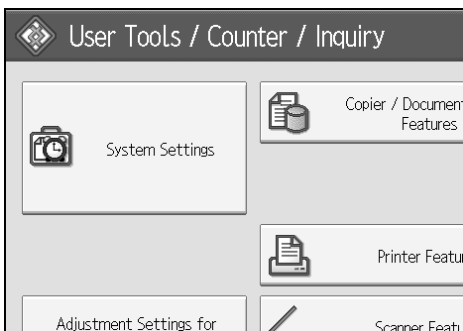 User Tools / Counter / Inquiry
System Settings
Copier / Document
Features
Printer Featu
Adjustment Settings for
Scanner Featu